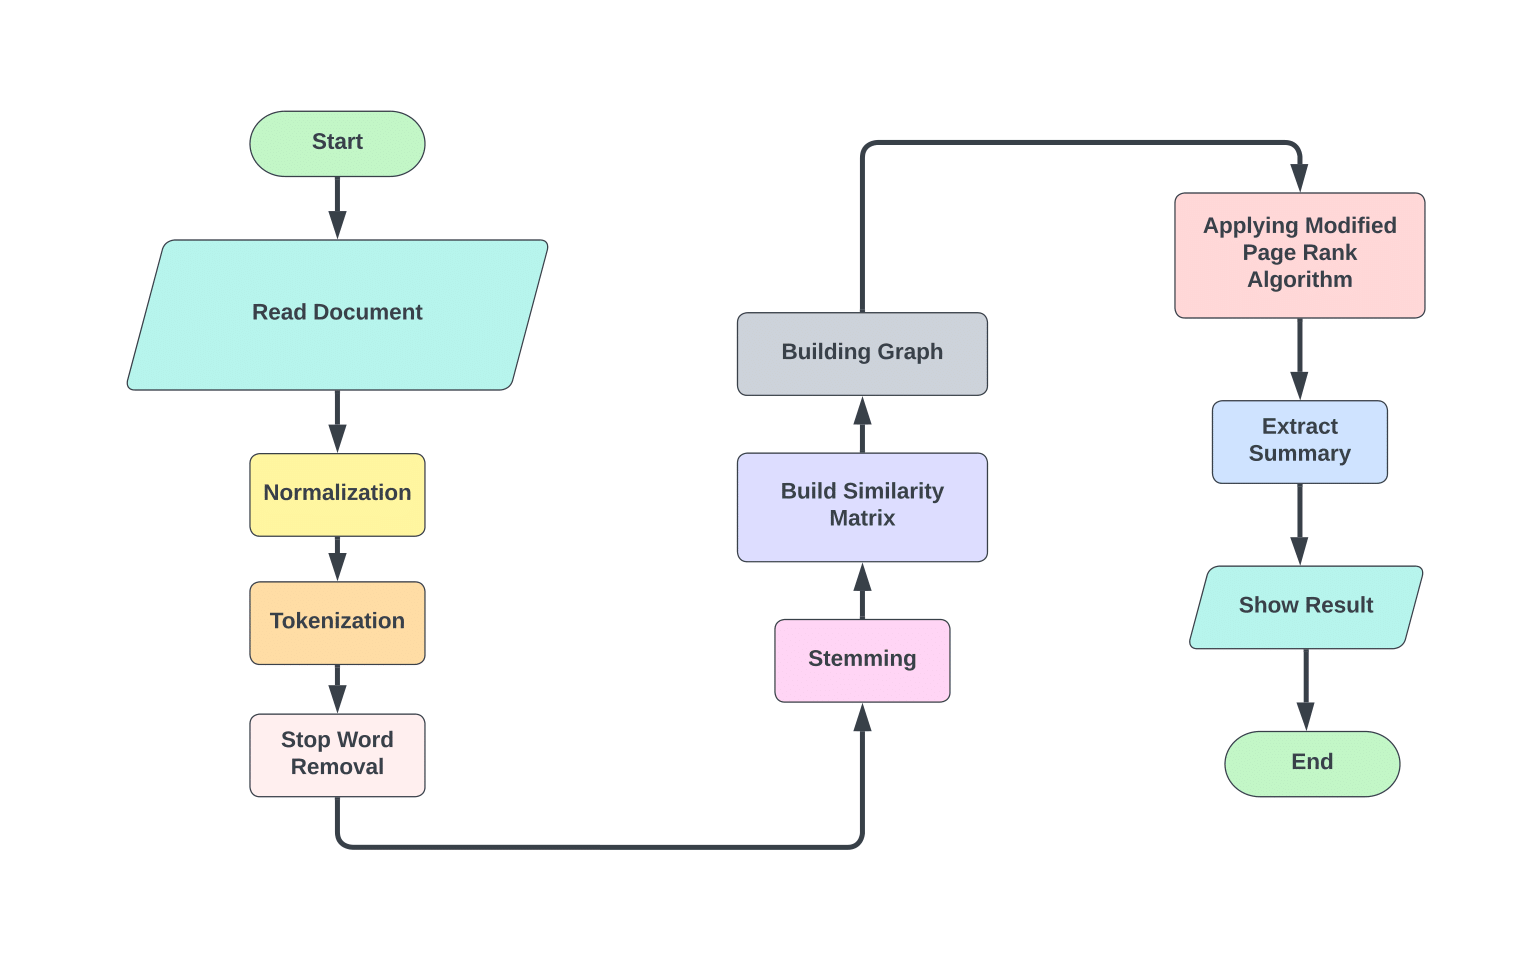 Start
Read Document
Normalization
Tokenization
Stop Word
Removal
Stemming
Build Similarity
Matrix
Building Graph
Applying Modified
Page Rank
Algorithm
Extract
Summary
Show Result
End